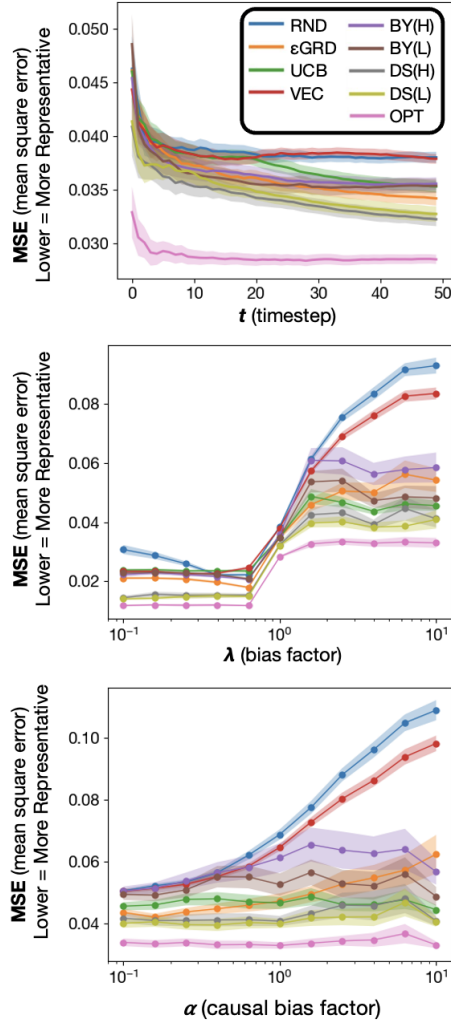 0.050
0.045
0.040
0.035
0.030
MSE (mean square error)
Lower = More Representative
RND
εGRD
UCB
VEC
BY(H)
BY(L)
DS(H)
DS(L)
OPT
0 10 20 30 40 50
t (timestep)
0.08
0.06
0.04
0.02
MSE (mean square error)
Lower = More Representative
10⁻¹ 10⁰ 10¹
λ (bias factor)
0.10
0.08
0.06
0.04
MSE (mean square error)
Lower = More Representative
10⁻¹ 10⁰ 10¹
α (causal bias factor)